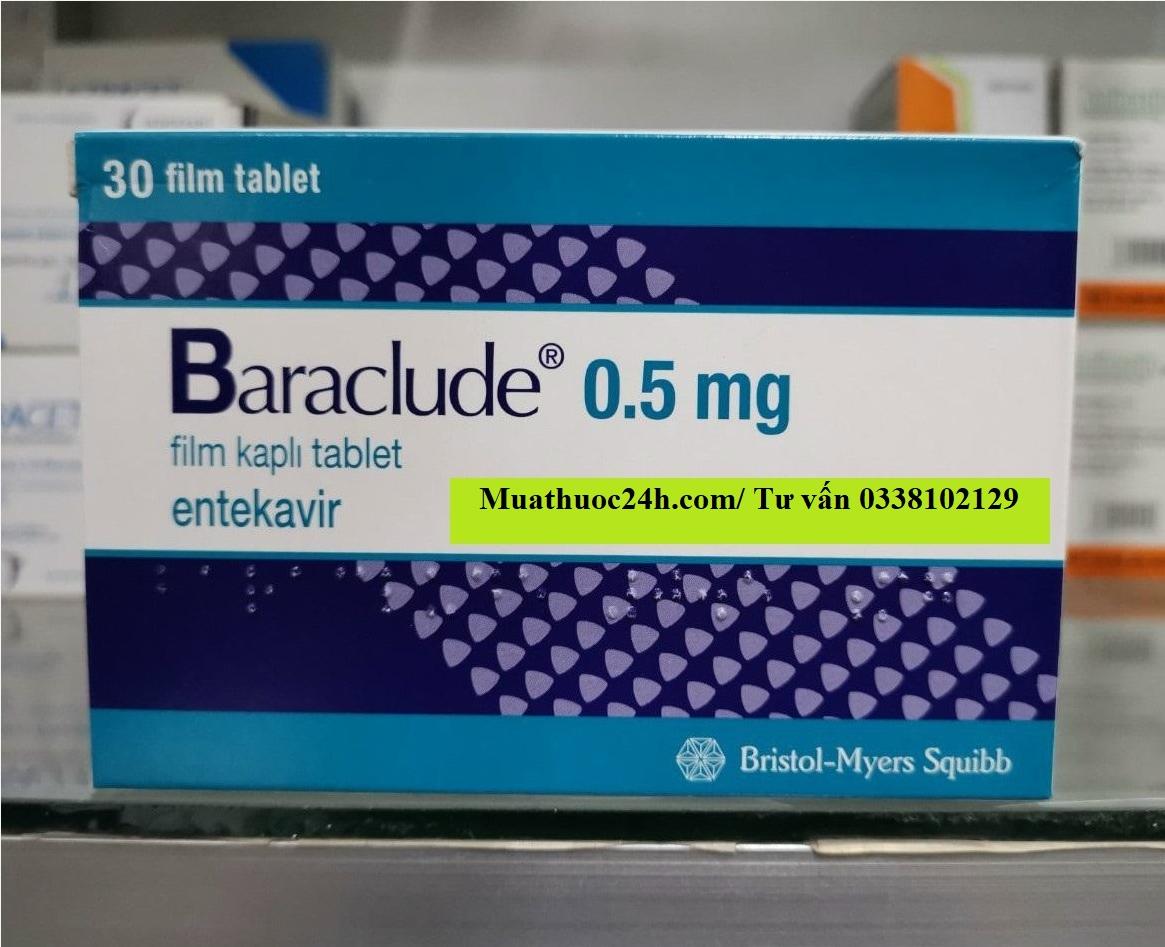 30 film tablet
Baraclude® 0.5 mg
film kaplı tablet
entekavir
Muathuoc24h.com/ Tư vấn 0338102129
Bristol-Myers Squibb